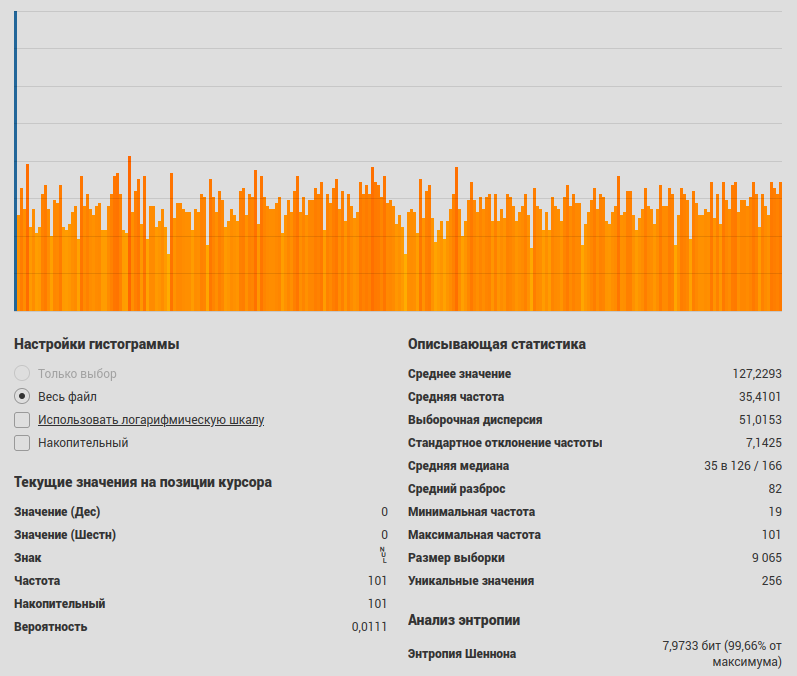 Настройки гистограммы
Только выбор
Весь файл
Использовать логарифмическую шкалу
Накопительный
Текущие значения на позиции курсора
Значение (Дес) 0
Значение (Шестн) 0
Знак NUL
Частота 101
Накопительный 101
Вероятность 0,0111
Описывающая статистика
Среднее значение 127,2293
Средняя частота 35,4101
Выборочная дисперсия 51,0153
Стандартное отклонение частоты 7,1425
Средняя медиана 35 в 126 / 166
Средний разброс 82
Минимальная частота 19
Максимальная частота 101
Размер выборки 9 065
Уникальные значения 256
Анализ энтропии
Энтропия Шеннона 7,9733 бит (99,66% от
максимума)